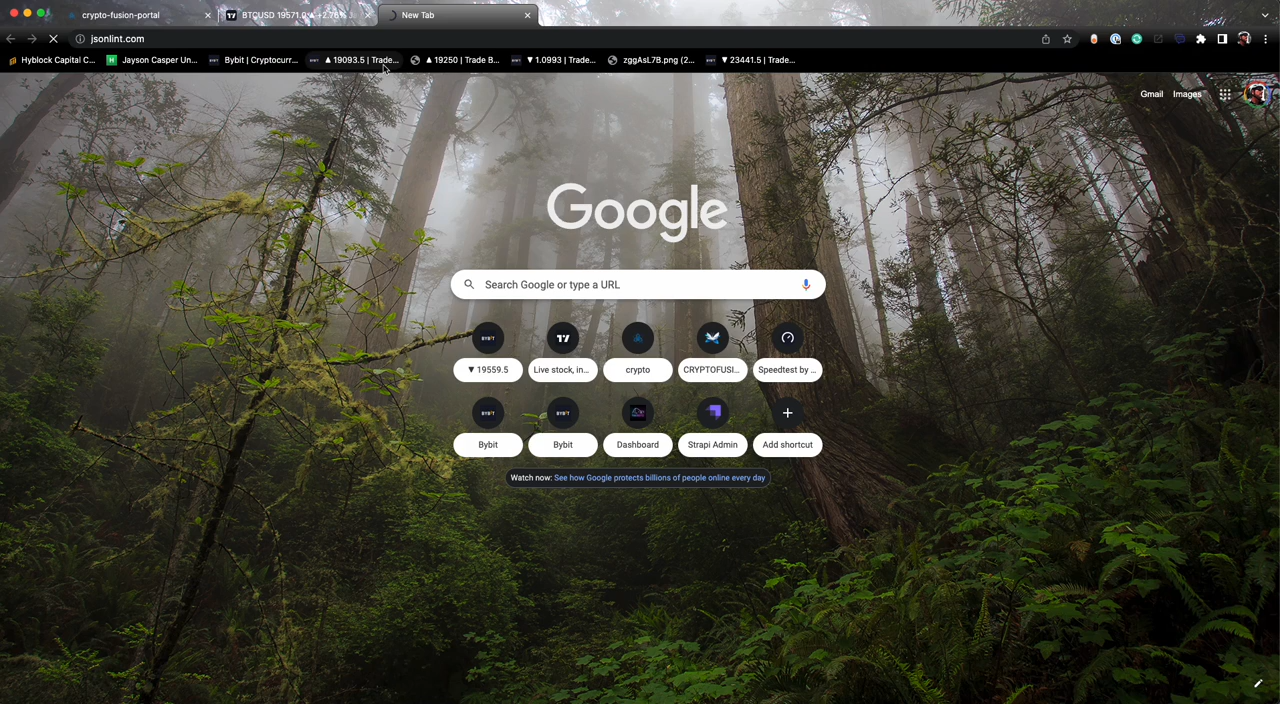 crypto-fusion-portal
BTCUSD 19571.0 ▲ +2.76%
New Tab
jsonlint.com
Hyblock Capital C...
Jayson Casper Un...
Bybit | Cryptocurr...
▲ 19093.5 | Trade...
▲ 19250 | Trade B...
▼ 1.0993 | Trade...
zggAsL7B.png (2...
▼ 23441.5 | Trade...
Gmail Images
Google
Search Google or type a URL
BYBIT
▼ 19559.5
Live stock, in...
crypto
CRYPTOFUSI...
Speedtest by ...
BYBIT BYBIT
Bybit
Bybit
Dashboard
Strapi Admin
Add shortcut
Watch now: See how Google protects billions of people online every day